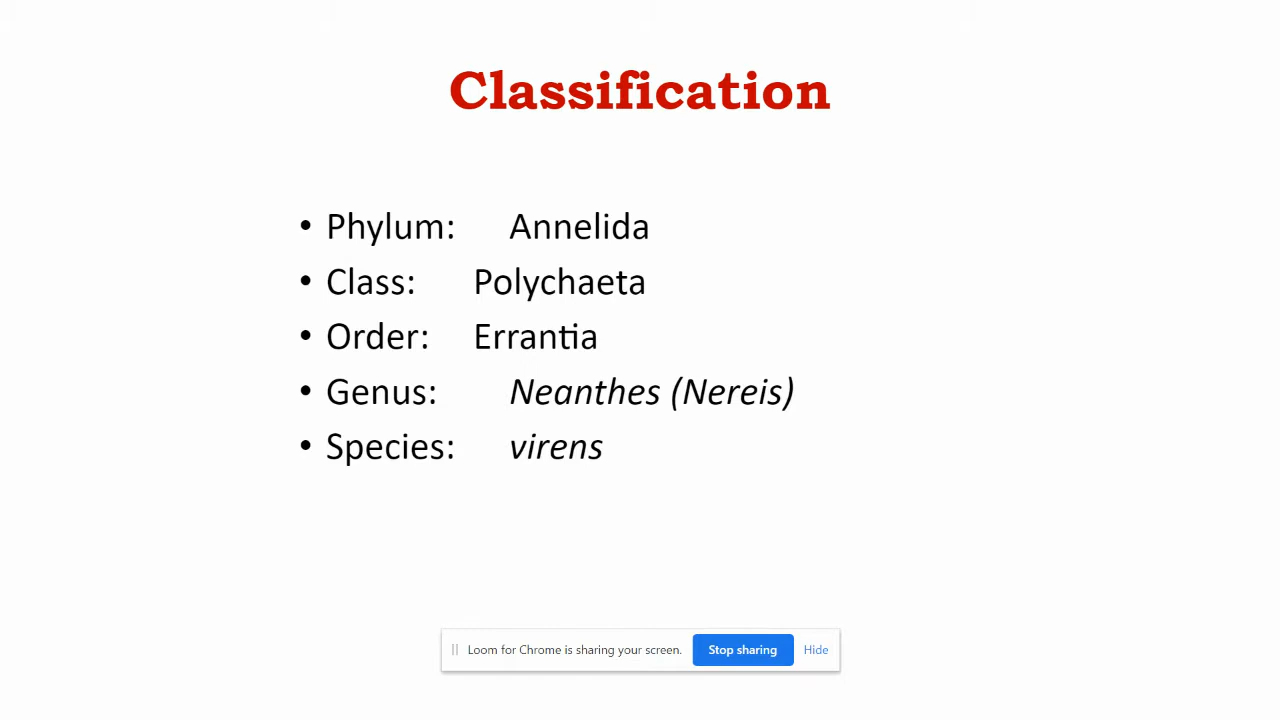 Classification
• Phylum: Annelida
• Class: Polychaeta
• Order: Errantia
• Genus: Neanthes (Nereis)
• Species: virens
Loom for Chrome is sharing your screen. Stop sharing Hide